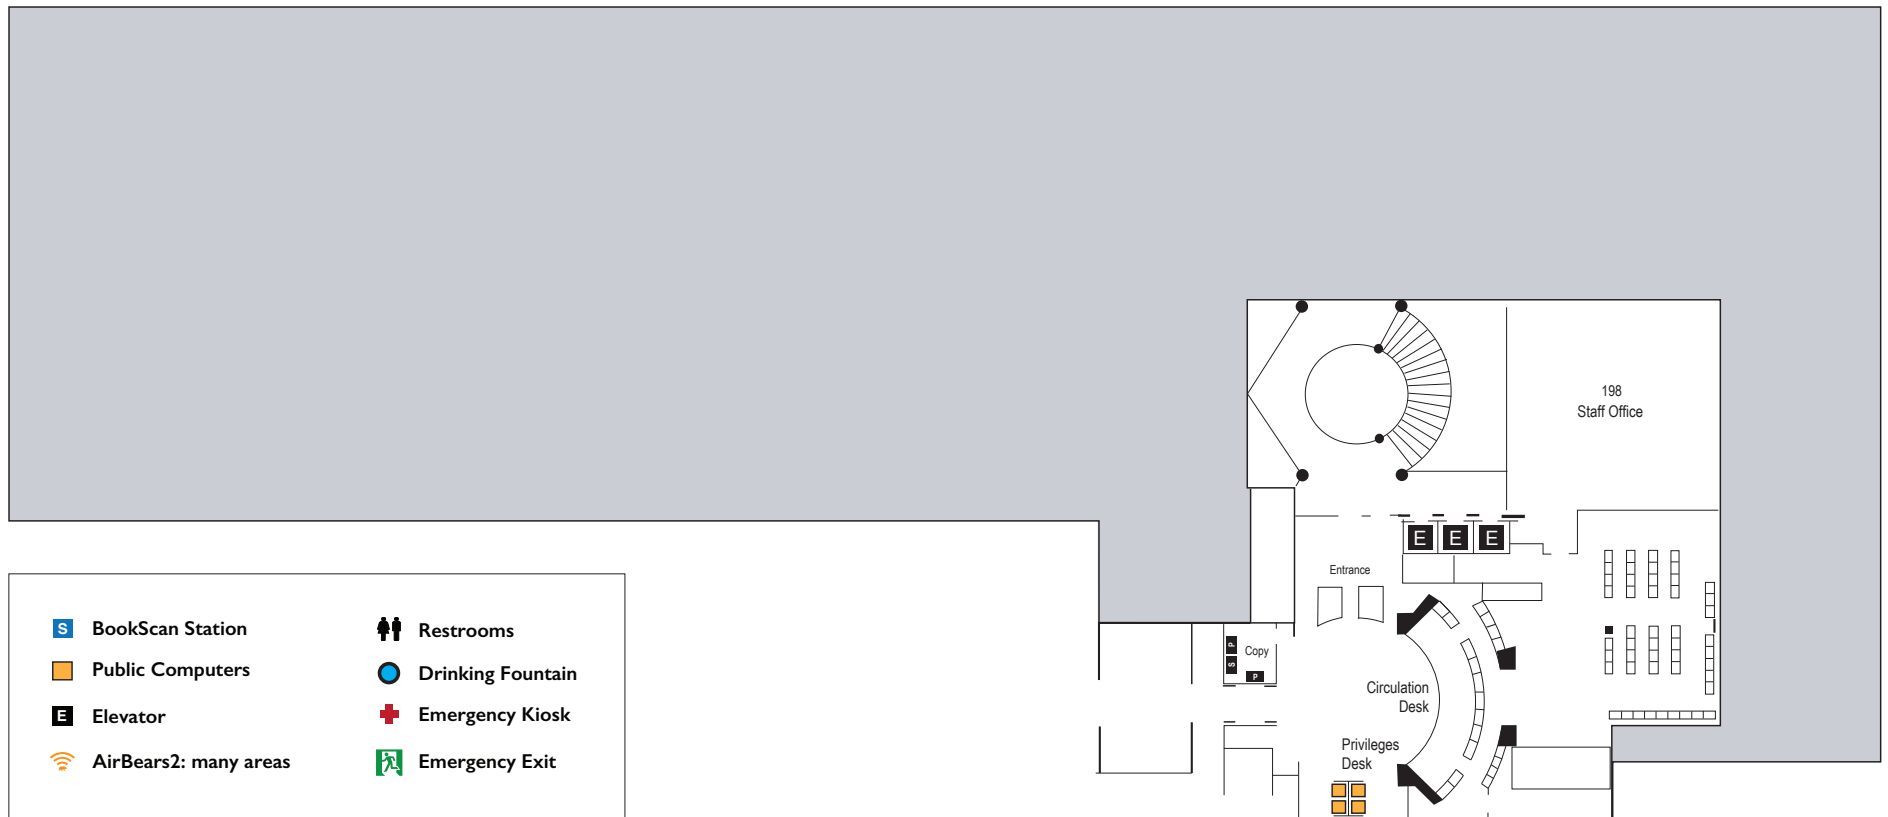 198
Staff Office
E E E
Entrance
P
S
Copy
P
Circulation
Desk
Privileges
Desk
S BookScan Station
Public Computers
E Elevator
AirBears2: many areas
Restrooms
Drinking Fountain
Emergency Kiosk
Emergency Exit